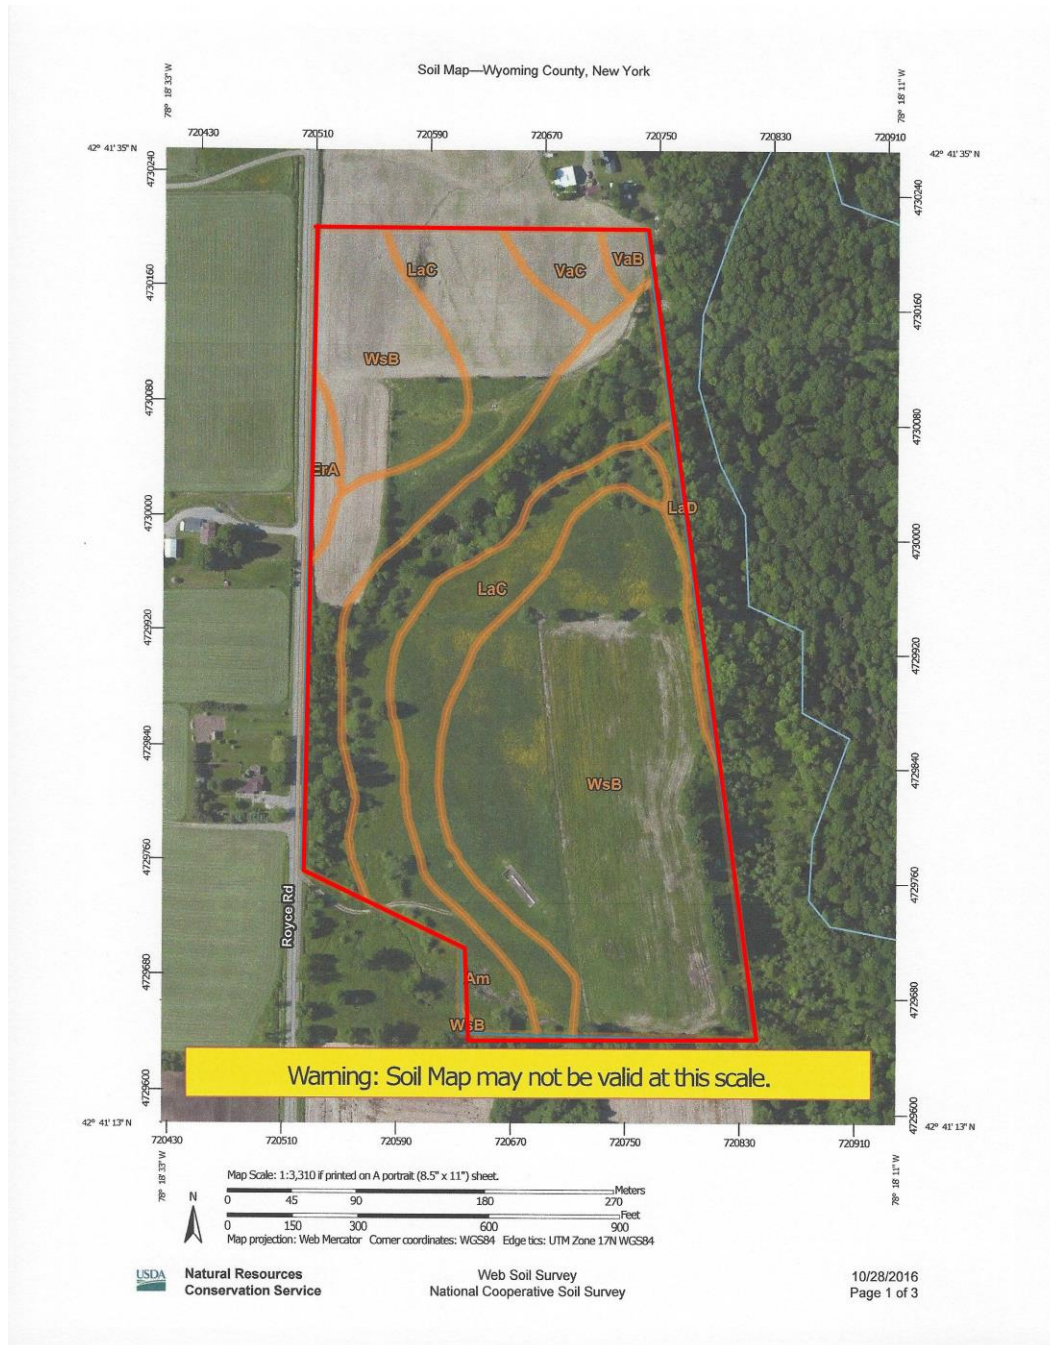 Soil Map—Wyoming County, New York
78° 18' 33" W
78° 18' 11" W
720430 720510 720590 720670 720750 720830 720910
42° 41' 35" N
42° 41' 35" N
4730240
4730240
LaC
VaC
VaB
4730160
4730160
WsB
4730080
4730080
ErA
4730000
LaD
4730000
LaC
4729920
4729920
4729840
4729840
WsB
4729760
4729760
Royce Rd
4729680
Am
4729680
WsB
Warning: Soil Map may not be valid at this scale.
4729600
4729600
42° 41' 13" N
42° 41' 13" N
720430 720510 720590 720670 720750 720830 720910
78° 18' 33" W
78° 18' 11" W
Map Scale: 1:3,310 if printed on A portrait (8.5" x 11") sheet.
N
Meters
0 45 90 180 270
Feet
0 150 300 600 900
Map projection: Web Mercator Corner coordinates: WGS84 Edge tics: UTM Zone 17N WGS84
USDA
Natural Resources
Conservation Service
Web Soil Survey
National Cooperative Soil Survey
10/28/2016
Page 1 of 3